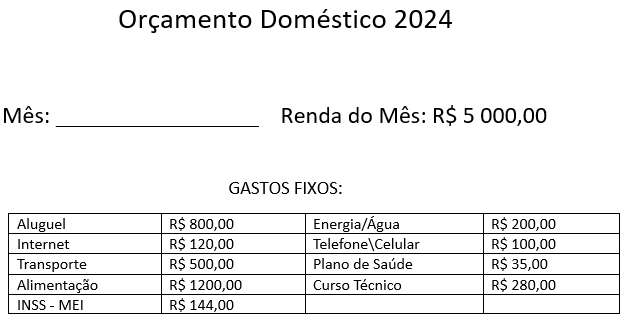 Orçamento Doméstico 2024
Mês: _________________ Renda do Mês: R$ 5 000,00
GASTOS FIXOS:
Aluguel R$ 800,00 Energia/Água R$ 200,00
Internet R$ 120,00 Telefone\Celular R$ 100,00
Transporte R$ 500,00 Plano de Saúde R$ 35,00
Alimentação R$ 1200,00 Curso Técnico R$ 280,00
INSS - MEI R$ 144,00